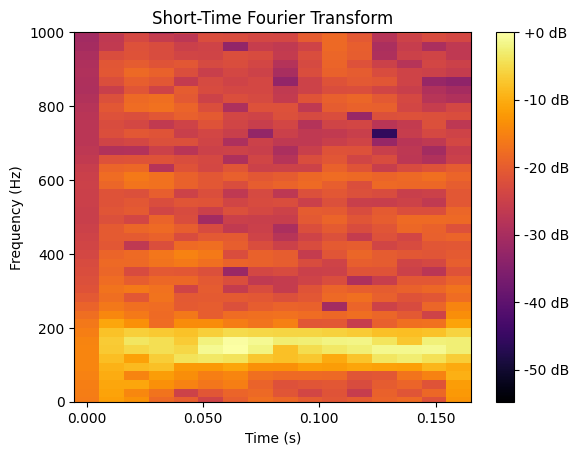 Short-Time Fourier Transform
Frequency (Hz)
1000
800
600
400
200
0
0.000
0.050
0.100
0.150
Time (s)
+0 dB
-10 dB
-20 dB
-30 dB
-40 dB
-50 dB